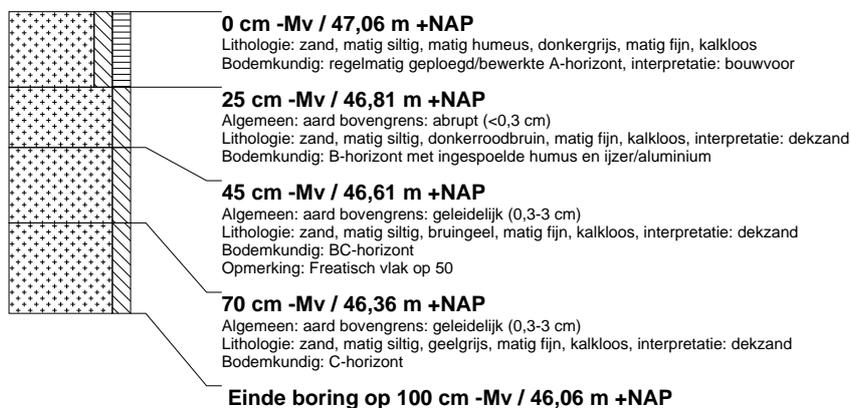 0 cm -Mv / 47,06 m +NAP
Lithologie: zand, matig siltig, matig humeus, donkergrijs, matig fijn, kalkloos
Bodemkundig: regelmatig geploegd/bewerkte A-horizont, interpretatie: bouwvoor
25 cm -Mv / 46,81 m +NAP
Algemeen: aard bovengrens: abrupt (<0,3 cm)
Lithologie: zand, matig siltig, donkerroodbruin, matig fijn, kalkloos, interpretatie: dekzand
Bodemkundig: B-horizont met ingespoelde humus en ijzer/aluminium
45 cm -Mv / 46,61 m +NAP
Algemeen: aard bovengrens: geleidelijk (0,3-3 cm)
Lithologie: zand, matig siltig, bruingeel, matig fijn, kalkloos, interpretatie: dekzand
Bodemkundig: BC-horizont
Opmerking: Freatisch vlak op 50
70 cm -Mv / 46,36 m +NAP
Algemeen: aard bovengrens: geleidelijk (0,3-3 cm)
Lithologie: zand, matig siltig, geelgrijs, matig fijn, kalkloos, interpretatie: dekzand
Bodemkundig: C-horizont
Einde boring op 100 cm -Mv / 46,06 m +NAP